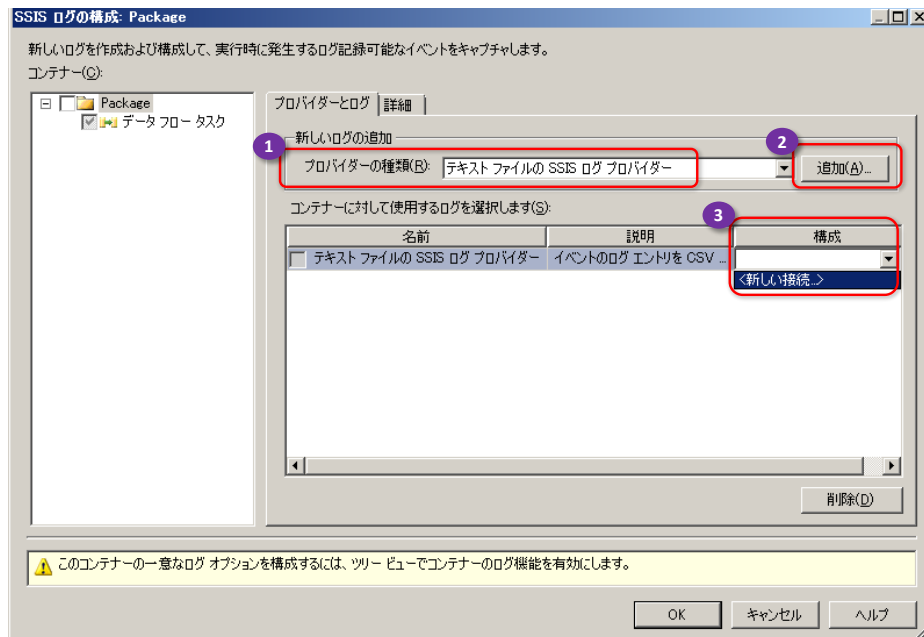 SSIS ログの構成: Package
新しいログを作成および構成して、実行時に発生するログ記録可能なイベントをキャプチャします。
コンテナー(C):
Package
データ フロー タスク
プロバイダーとログ
詳細
新しいログの追加
1
2
プロバイダーの種類(R):
テキスト ファイルの SSIS ログ プロバイダー
追加(A)...
コンテナーに対して使用するログを選択します(S):
3
名前
説明
構成
テキスト ファイルの SSIS ログ プロバイダー
イベントのログ エントリを CSV ...
<新しい接続...>
削除(D)
このコンテナーの一意なログ オプションを構成するには、ツリー ビューでコンテナーのログ機能を有効にします。
OK
キャンセル
ヘルプ